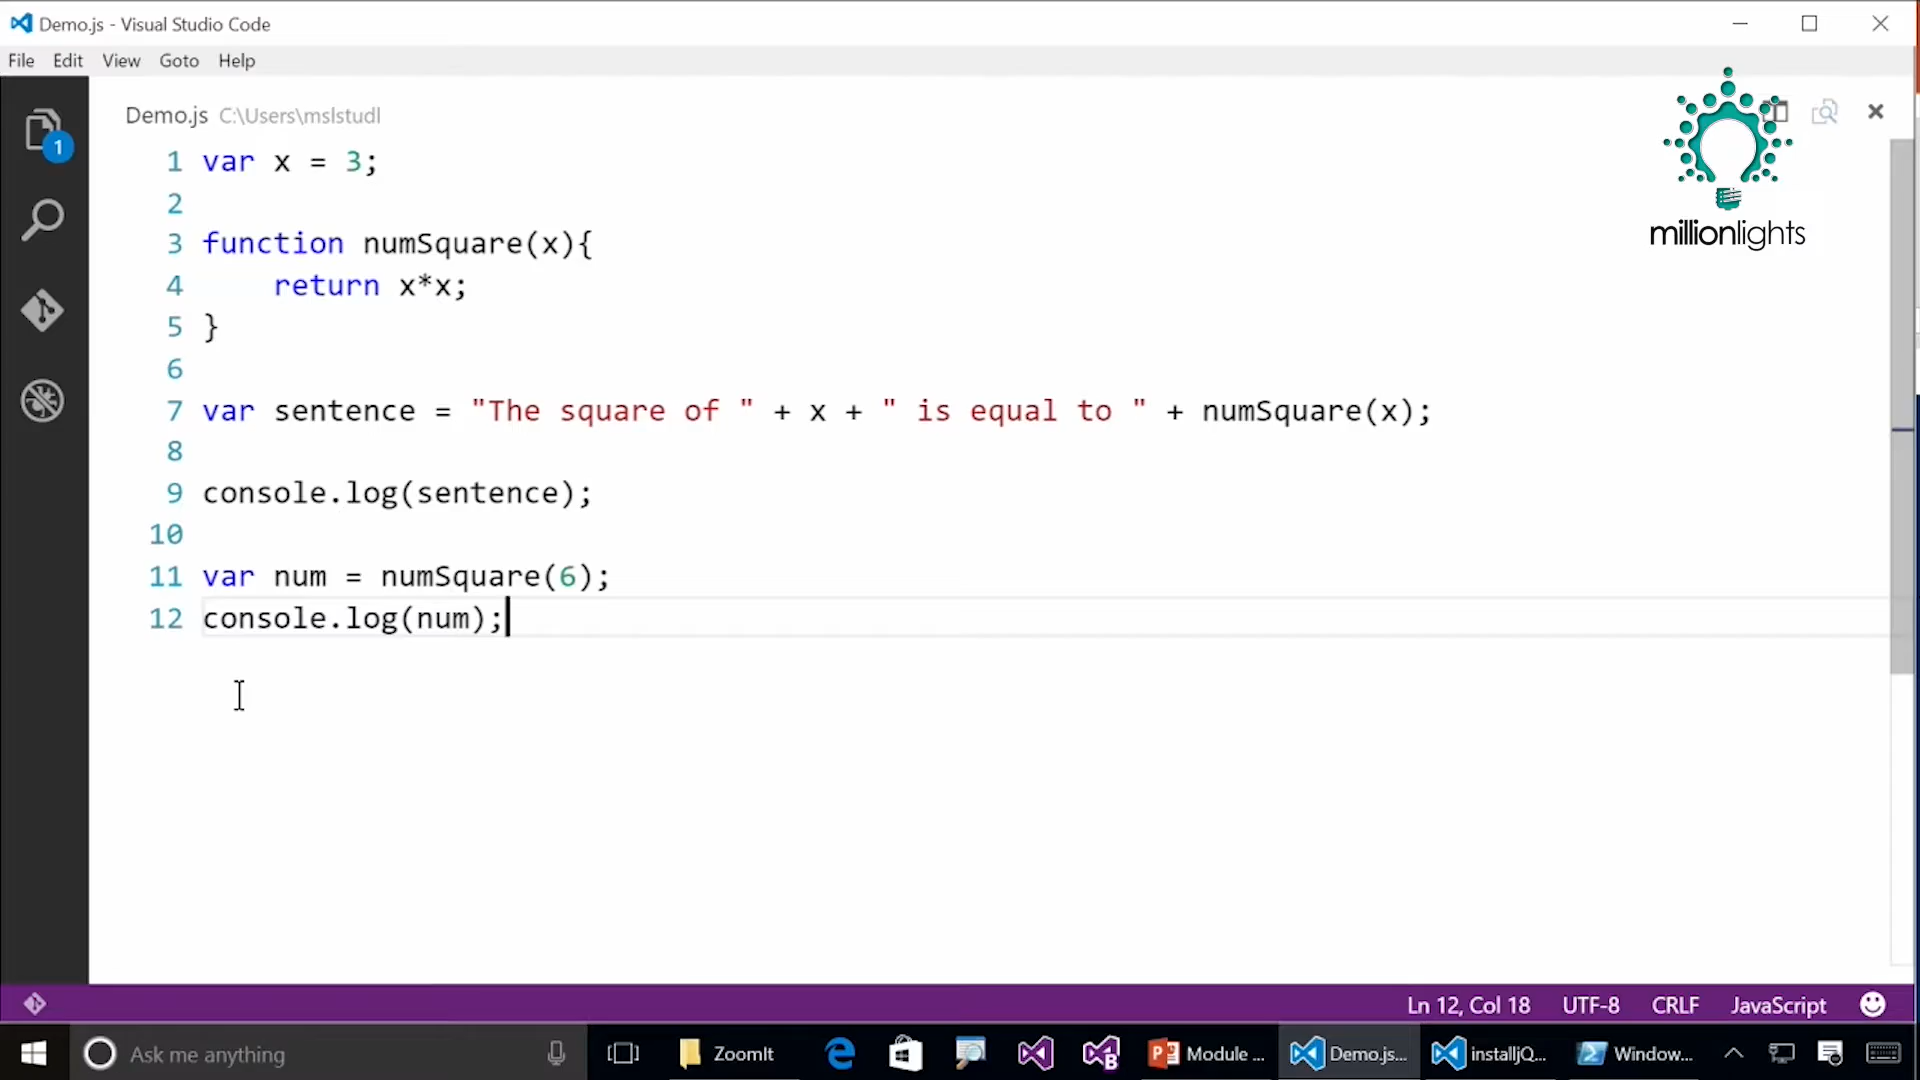 Demo.js - Visual Studio Code
File Edit View Goto Help
millionlights
Demo.js C:\Users\mslstudl
1
1 var x = 3;
2
3 function numSquare(x){
4     return x*x;
5 }
6
7 var sentence = "The square of " + x + " is equal to " + numSquare(x);
8
9 console.log(sentence);
10
11 var num = numSquare(6);
12 console.log(num);
Ln 12, Col 18 UTF-8 CRLF JavaScript
Ask me anything ZoomIt Module ... Demo.js... installjQ... Window...